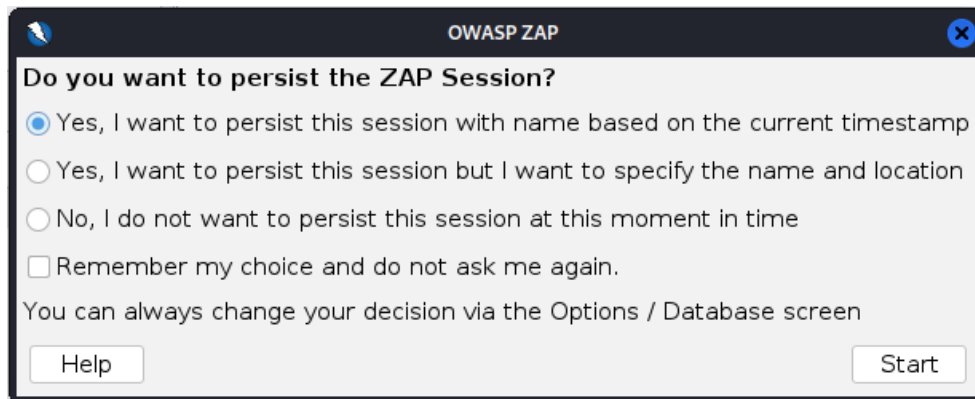 OWASP ZAP
Do you want to persist the ZAP Session?
Yes, I want to persist this session with name based on the current timestamp
Yes, I want to persist this session but I want to specify the name and location
No, I do not want to persist this session at this moment in time
Remember my choice and do not ask me again.
You can always change your decision via the Options / Database screen
Help
Start